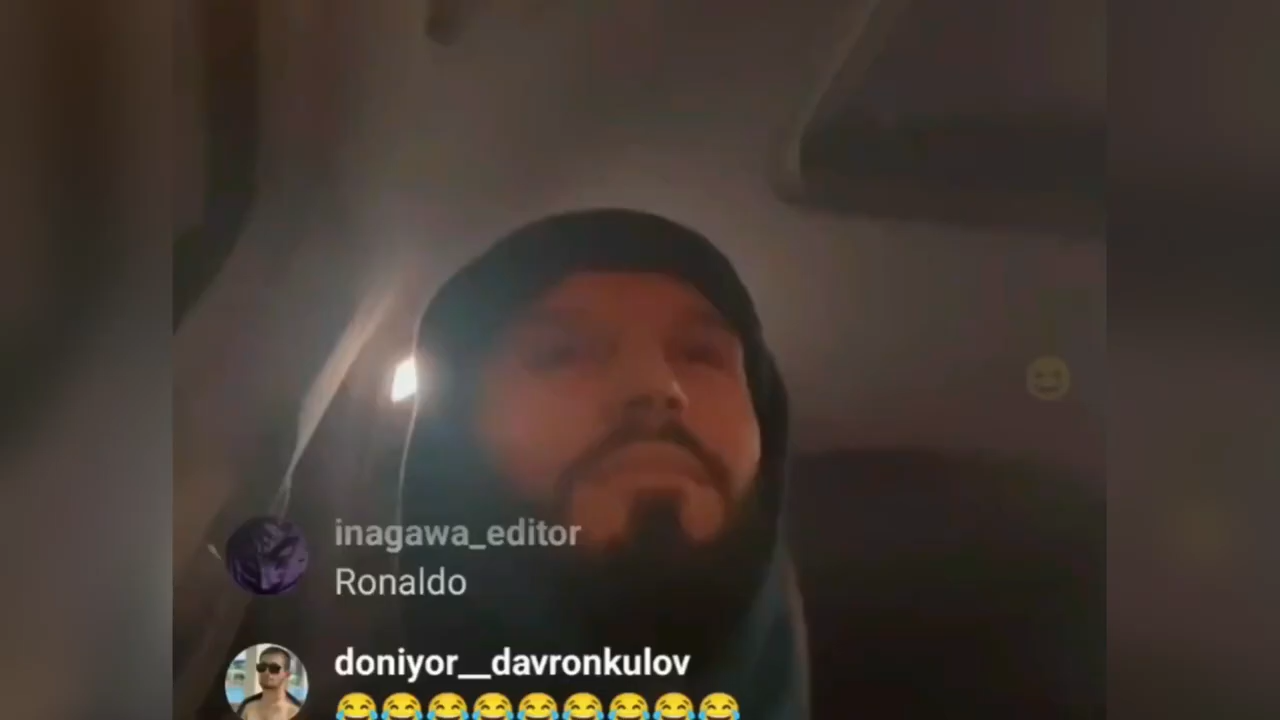 inagawa_editor
Ronaldo
doniyor__davronkulov
😂😂😂😂😂😂😂😂😂